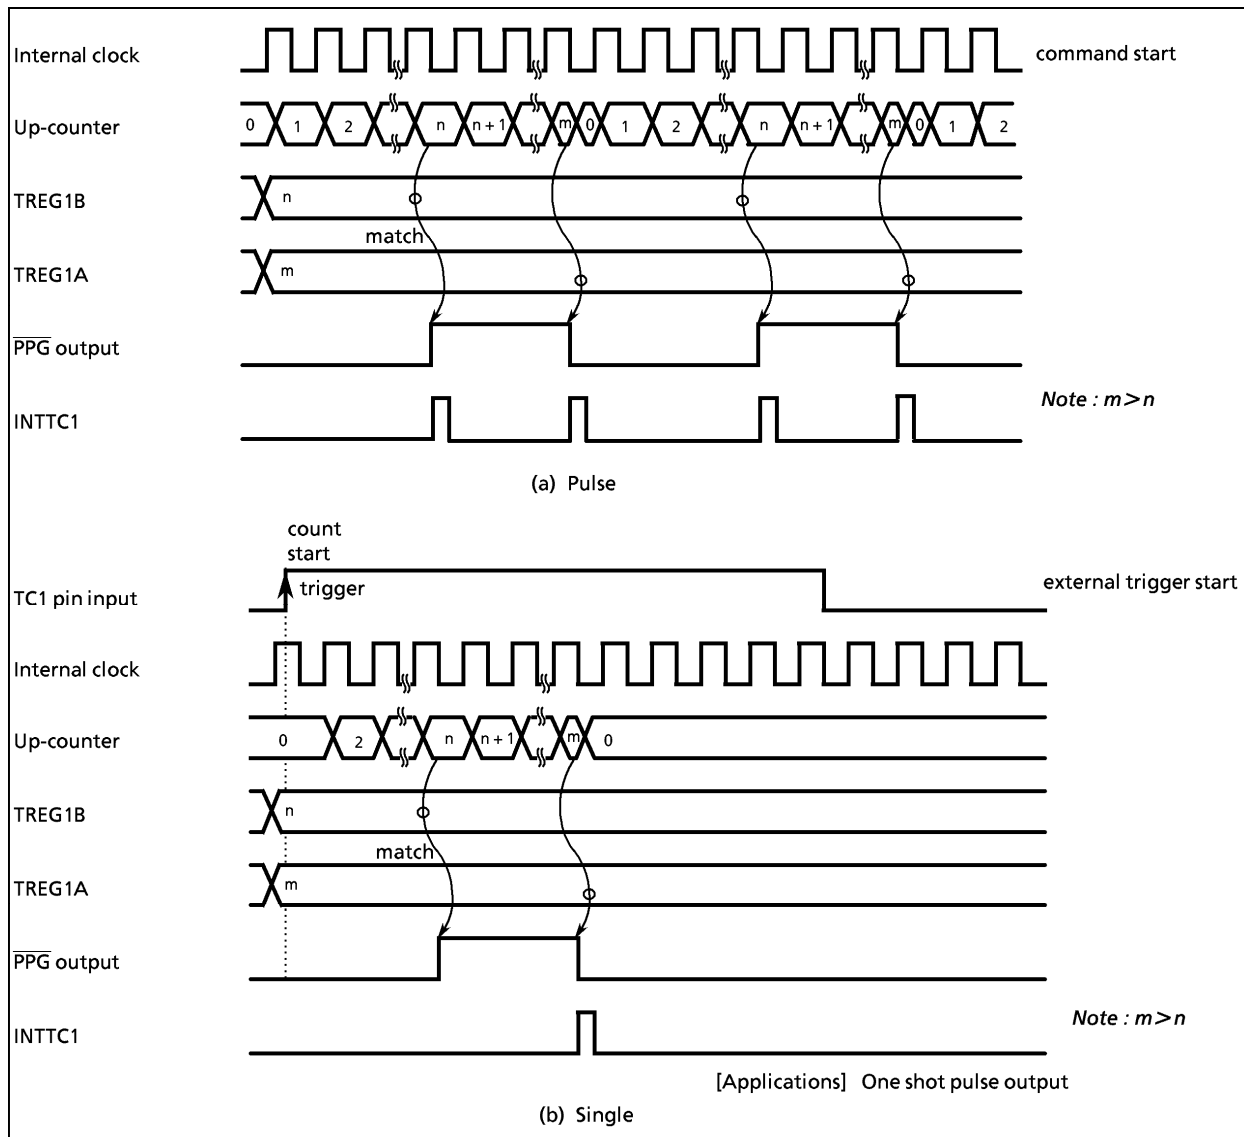 Internal clock
command start
Up-counter
0 1 2 n n + 1 m 0 1 2 n n + 1 m 0 1 2
TREG1B
n
match
TREG1A
m
PPG output
Note : m>n
INTTC1
(a) Pulse
count
start
trigger
TC1 pin input
external trigger start
Internal clock
Up-counter
0 2 n n + 1 m 0
TREG1B
n
match
TREG1A
m
PPG output
Note : m>n
INTTC1
[Applications] One shot pulse output
(b) Single